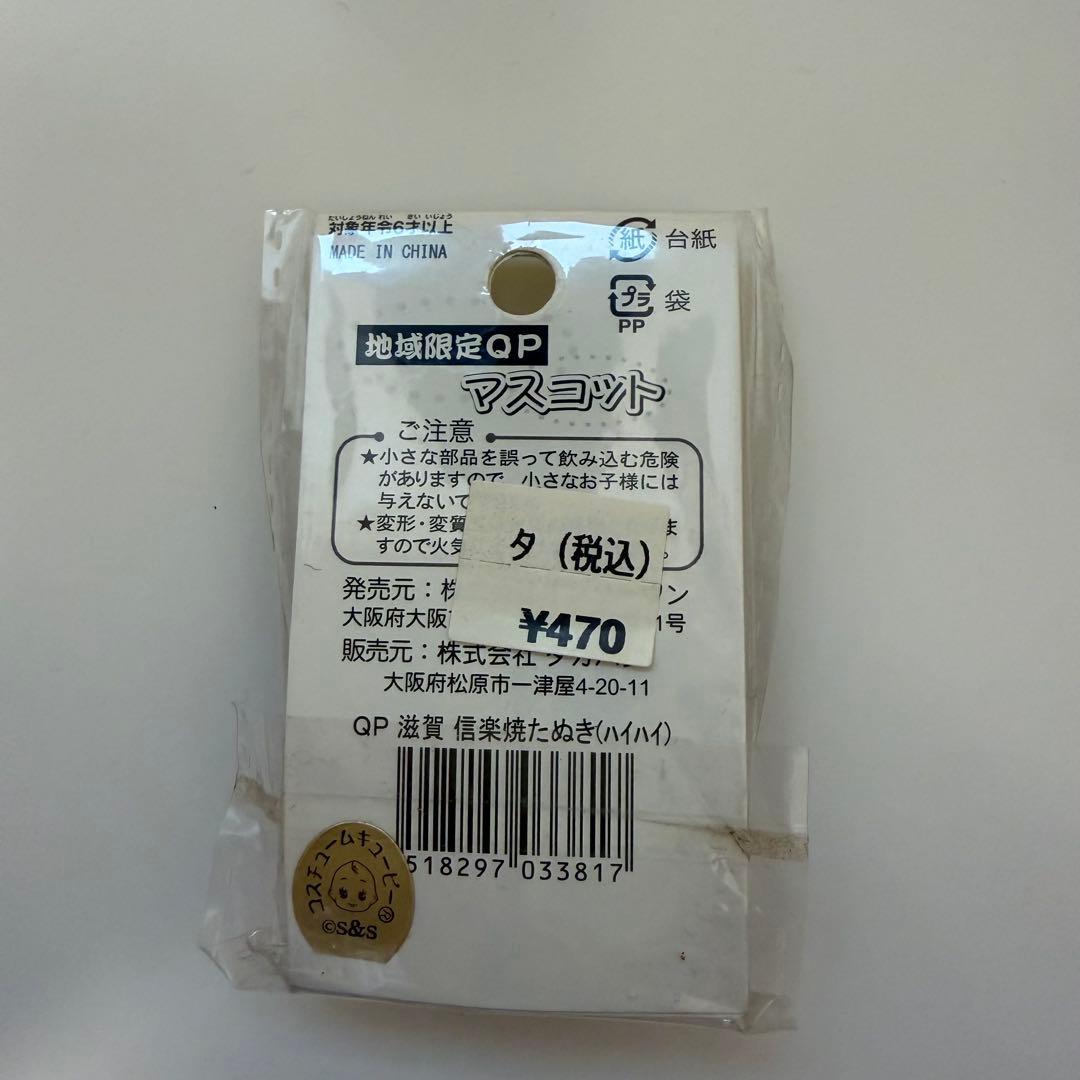 たいしょうねんれい さい いじょう
対象年令6才以上
MADE IN CHINA
紙 台紙
プラ 袋
PP
地域限定QP
マスコット
ご注意
★小さな部品を誤って飲み込む危険
がありますので、小さなお子様には
与えないで
★変形・変質 ま
すので火気 。
タ (税込)
¥470
発売元:株 ン
大阪府大阪 1号
販売元:株式会社
大阪府松原市一津屋4-20-11
QP 滋賀 信楽焼たぬき(ハイハイ)
518297 033817
コスチュームキューピー®
©S&S